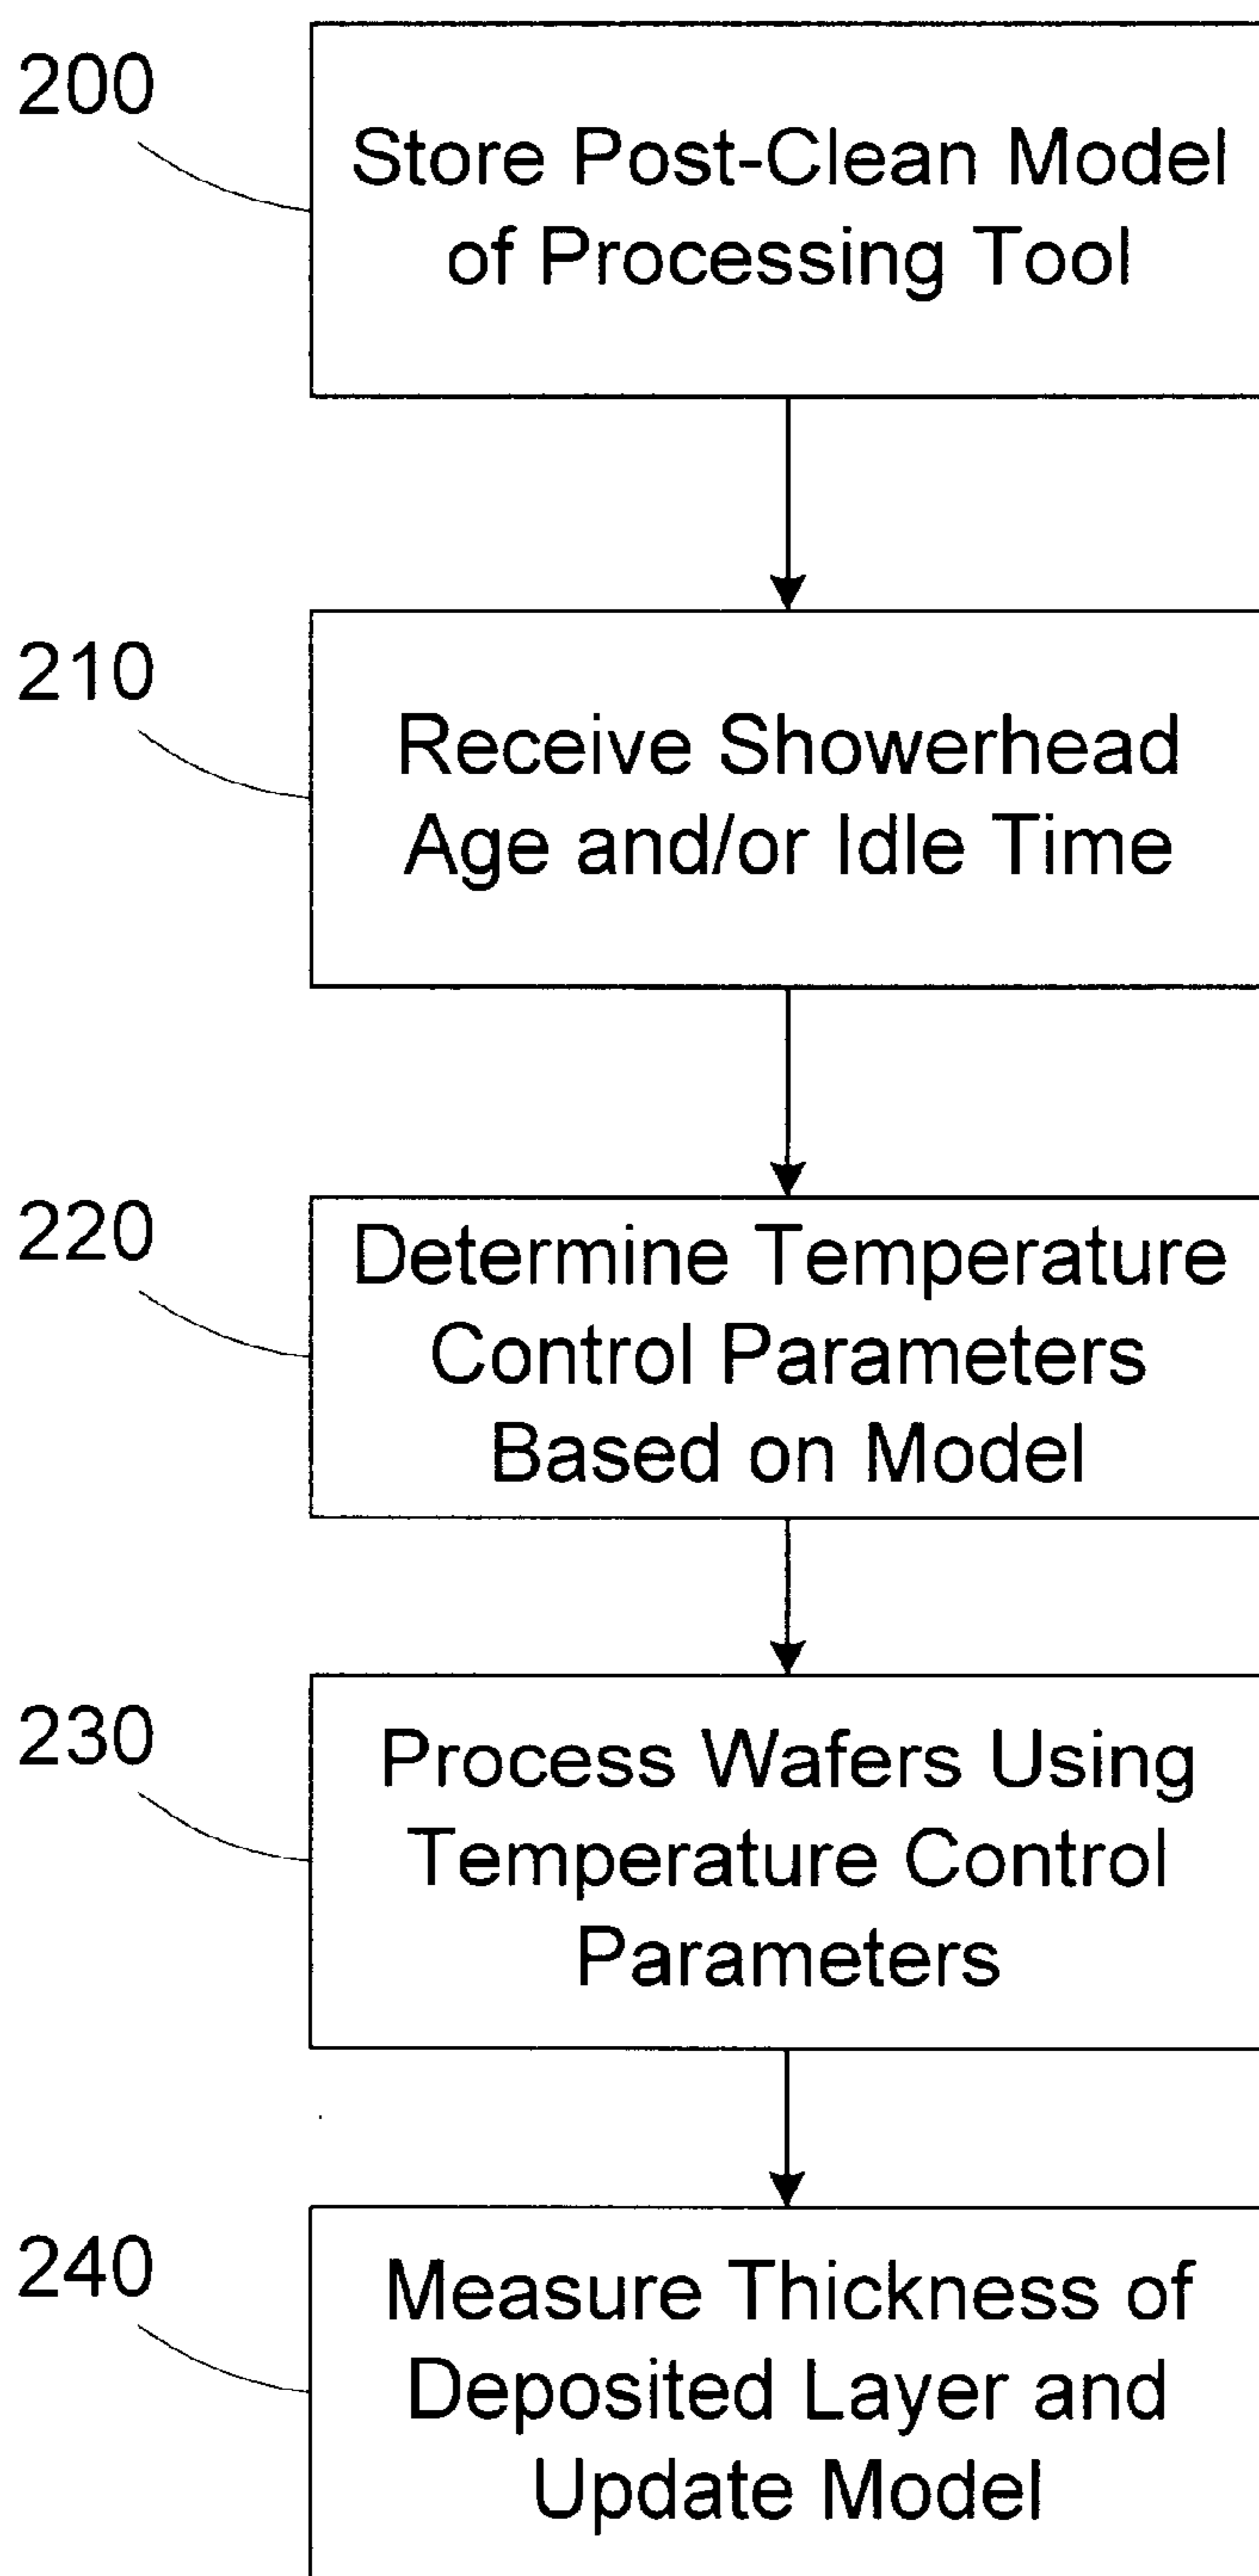 200
Store Post-Clean Model
of Processing Tool
210
Receive Showerhead
Age and/or Idle Time
220
Determine Temperature
Control Parameters
Based on Model
230
Process Wafers Using
Temperature Control
Parameters
240
Measure Thickness of
Deposited Layer and
Update Model